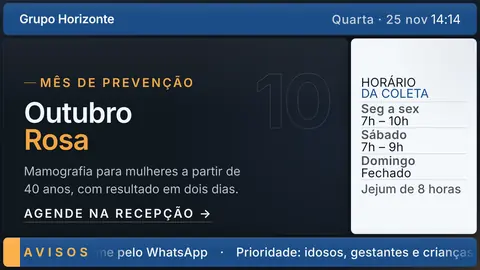 Grupo Horizonte
Quarta · 25 nov 14:14
MÊS DE PREVENÇÃO
10
Outubro
Rosa
Mamografia para mulheres a partir de
40 anos, com resultado em dois dias.
AGENDE NA RECEPÇÃO →
HORÁRIO
DA COLETA
Seg a sex
7h – 10h
Sábado
7h – 9h
Domingo
Fechado
Jejum de 8 horas
AVISOS
pelo WhatsApp · Prioridade: idosos, gestantes e crianças